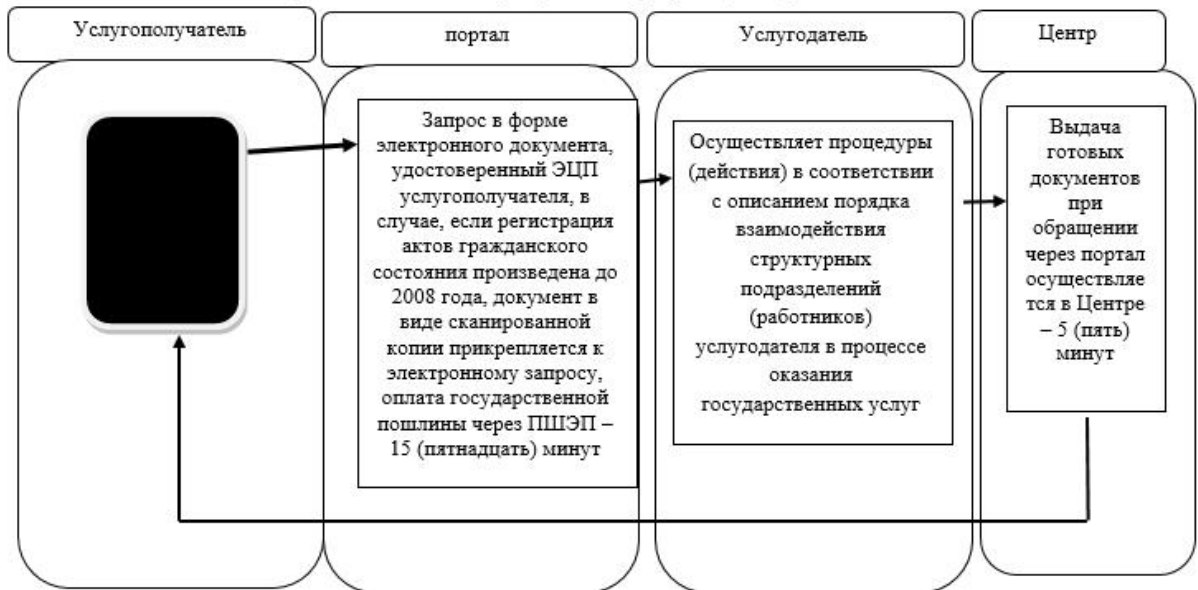 Услугополучатель
портал
Услугодатель
Центр
Запрос в форме
электронного документа,
удостоверенный ЭЦП
услугополучателя, в
случае, если регистрация
актов гражданского
состояния произведена до
2008 года, документ в
виде сканированной
копии прикрепляется к
электронному запросу,
оплата государственной
пошлины через ПШЭП –
15 (пятнадцать) минут
Осуществляет процедуры
(действия) в соответствии
с описанием порядка
взаимодействия
структурных
подразделений
(работников)
услугодателя в процессе
оказания
государственных услуг
Выдача
готовых
документов
при
обращении
через портал
осуществляе
тся в Центре
– 5 (пять)
минут